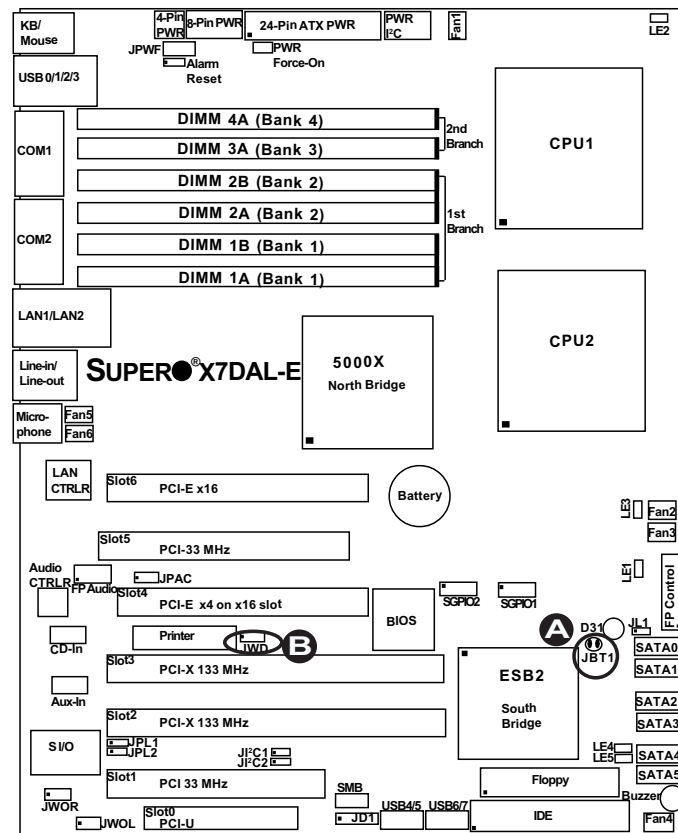 KB/
Mouse
4-Pin
PWR
8-Pin PWR
24-Pin ATX PWR
PWR
I²C
Fan1
LE2
JPWF
Alarm
Reset
PWR
Force-On
USB 0/1/2/3
DIMM 4A (Bank 4)
DIMM 3A (Bank 3)
2nd
Branch
DIMM 2B (Bank 2)
DIMM 2A (Bank 2)
DIMM 1B (Bank 1)
DIMM 1A (Bank 1)
1st
Branch
COM1
COM2
CPU1
CPU2
LAN1/LAN2
Line-in/
Line-out
SUPER®X7DAL-E
5000X
North Bridge
Micro-
phone
Fan5
Fan6
LAN
CTRLR
Slot6
PCI-E x16
Battery
LE3
Fan2
Fan3
Slot5
PCI-33 MHz
Audio
CTRLR
FP Audio
JPAC
LE1
FP Control
Slot4
PCI-E x4 on x16 slot
BIOS
SGPIO2
SGPIO1
A
D31
JL1
CD-In
Printer
JWD
B
JBT1
SATA0
SATA1
Slot3
PCI-X 133 MHz
ESB2
South
Bridge
Aux-In
SATA2
SATA3
Slot2
PCI-X 133 MHz
S I/O
JPL1
JPL2
JI²C1
JI²C2
LE4
LE5
SATA4
SATA5
Slot1
PCI 33 MHz
Floppy
Buzzer
JWOR
SMB
USB4/5
USB6/7
IDE
JWOL
Slot0
PCI-U
JD1
Fan4